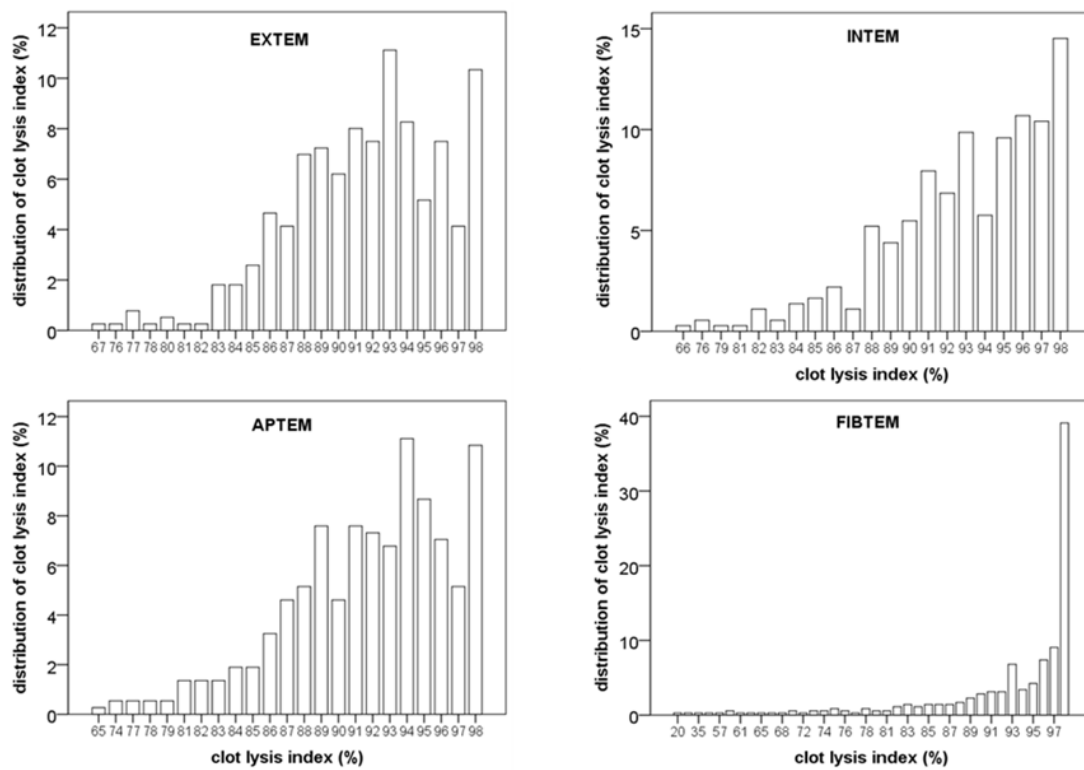 EXTEM
distribution of clot lysis index (%)
12
10
8
6
4
2
0
67 76 77 78 80 81 82 83 84 85 86 87 88 89 90 91 92 93 94 95 96 97 98
INTEM
distribution of clot lysis index (%)
15
10
5
0
66 76 79 81 82 83 84 85 86 87 88 89 90 91 92 93 94 95 96 97 98
clot lysis index (%)
APTEM
distribution of clot lysis index (%)
12
10
8
6
4
2
0
65 74 77 78 79 81 82 83 84 85 86 87 88 89 90 91 92 93 94 95 96 97 98
clot lysis index (%)
FIBTEM
distribution of clot lysis index (%)
40
30
20
10
0
20 35 57 61 65 68 72 74 76 78 81 83 85 87 89 91 93 95 97
clot lysis index (%)